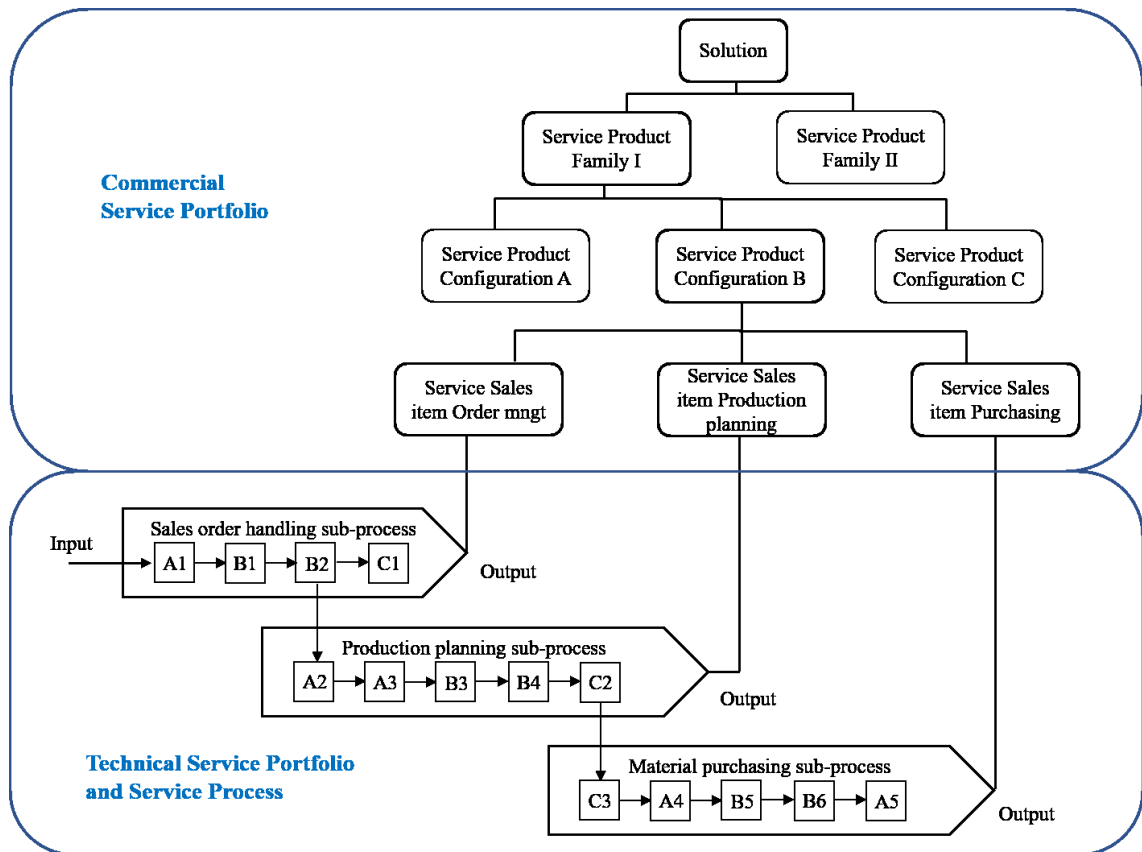 Solution
Service Product
Family I
Service Product
Family II
Commercial
Service Portfolio
Service Product
Configuration A
Service Product
Configuration B
Service Product
Configuration C
Service Sales
item Order mngt
Service Sales
item Production
planning
Service Sales
item Purchasing
Sales order handling sub-process
Input
A1
B1
B2
C1
Output
Production planning sub-process
A2
A3
B3
B4
C2
Output
Technical Service Portfolio
and Service Process
Material purchasing sub-process
C3
A4
B5
B6
A5
Output